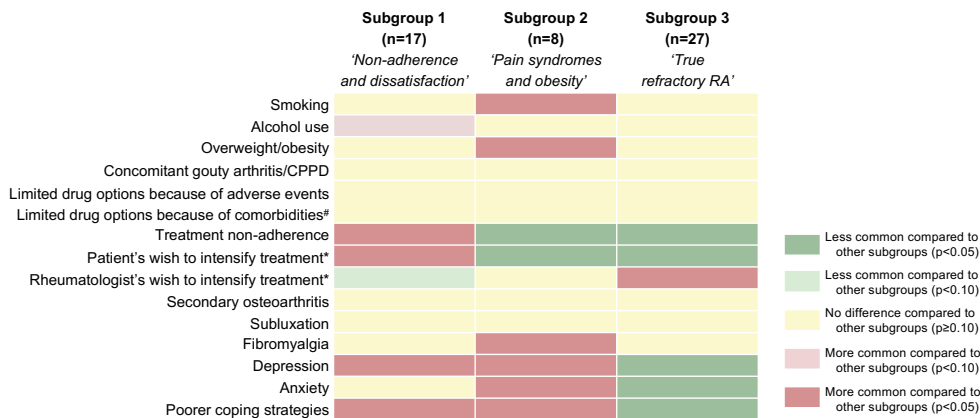 Subgroup 1
(n=17)
‘Non-adherence
and dissatisfaction’
Subgroup 2
(n=8)
‘Pain syndromes
and obesity’
Subgroup 3
(n=27)
‘True
refractory RA’
Smoking
Alcohol use
Overweight/obesity
Concomitant gouty arthritis/CPPD
Limited drug options because of adverse events
Limited drug options because of comorbidities#
Treatment non-adherence
Patient’s wish to intensify treatment*
Rheumatologist’s wish to intensify treatment*
Secondary osteoarthritis
Subluxation
Fibromyalgia
Depression
Anxiety
Poorer coping strategies
Less common compared to
other subgroups (p<0.05)
Less common compared to
other subgroups (p<0.10)
No difference compared to
other subgroups (p≥0.10)
More common compared to
other subgroups (p<0.10)
More common compared to
other subgroups (p<0.05)